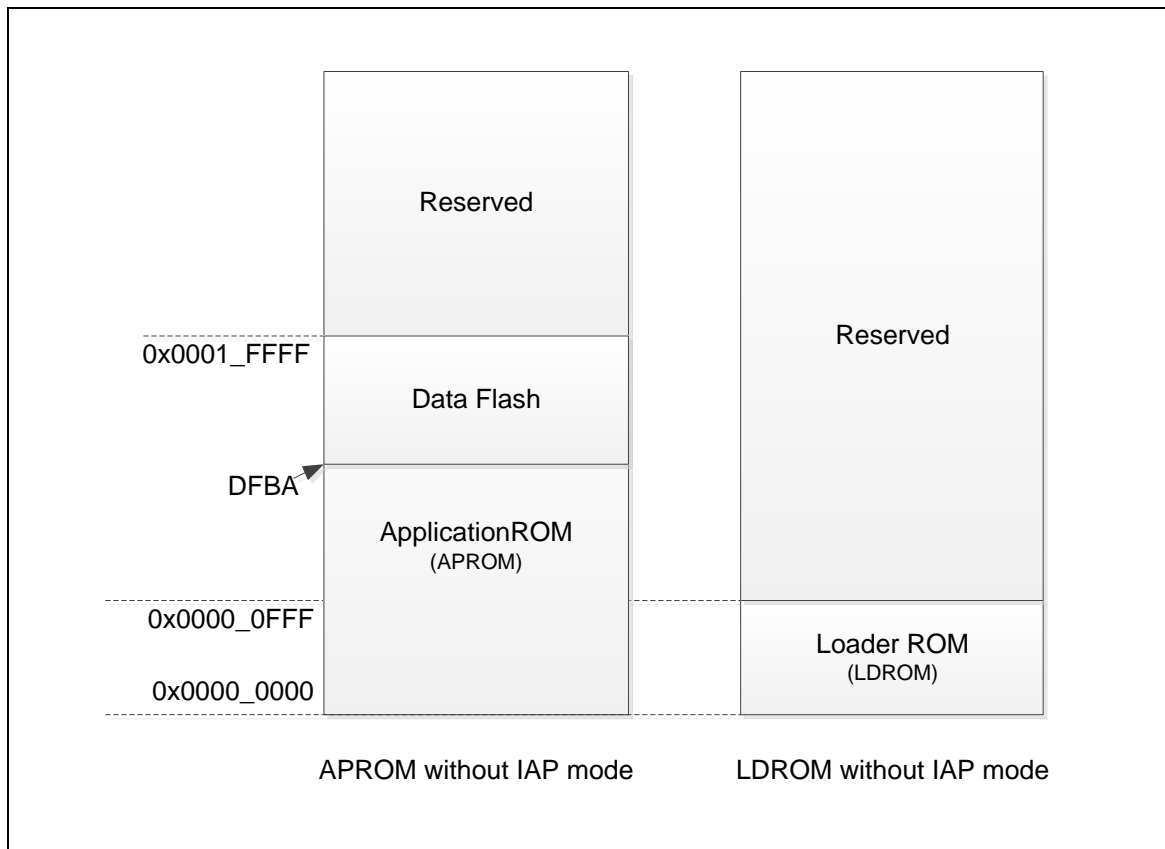 Reserved
0x0001_FFFF
Data Flash
DFBA
ApplicationROM
(APROM)
0x0000_0FFF
0x0000_0000
APROM without IAP mode
Reserved
Loader ROM
(LDROM)
LDROM without IAP mode